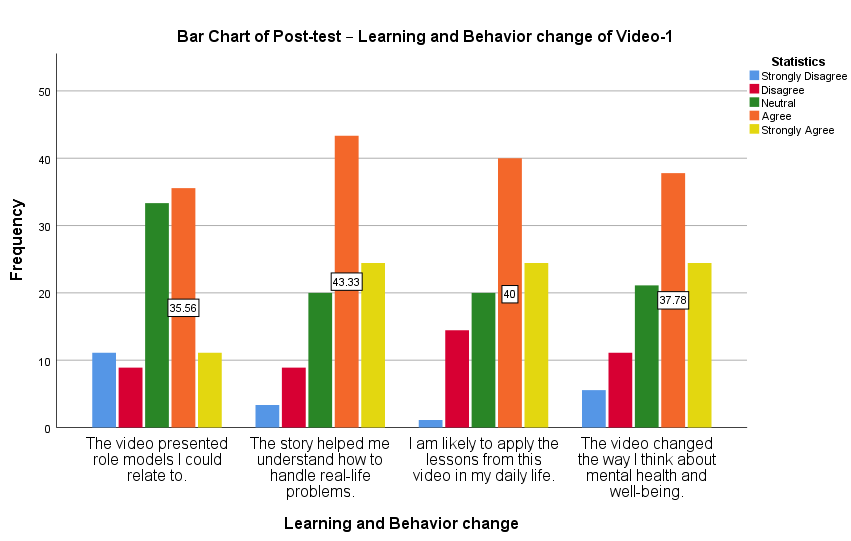 Bar Chart of Post-test – Learning and Behavior change of Video-1
Statistics
Strongly Disagree
Disagree
Neutral
Agree
Strongly Agree
Frequency
50
40
30
20
10
0
35.56
43.33
40
37.78
The video presented
role models I could
relate to.
The story helped me
understand how to
handle real-life
problems.
I am likely to apply the
lessons from this
video in my daily life.
The video changed
the way I think about
mental health and
well-being.
Learning and Behavior change